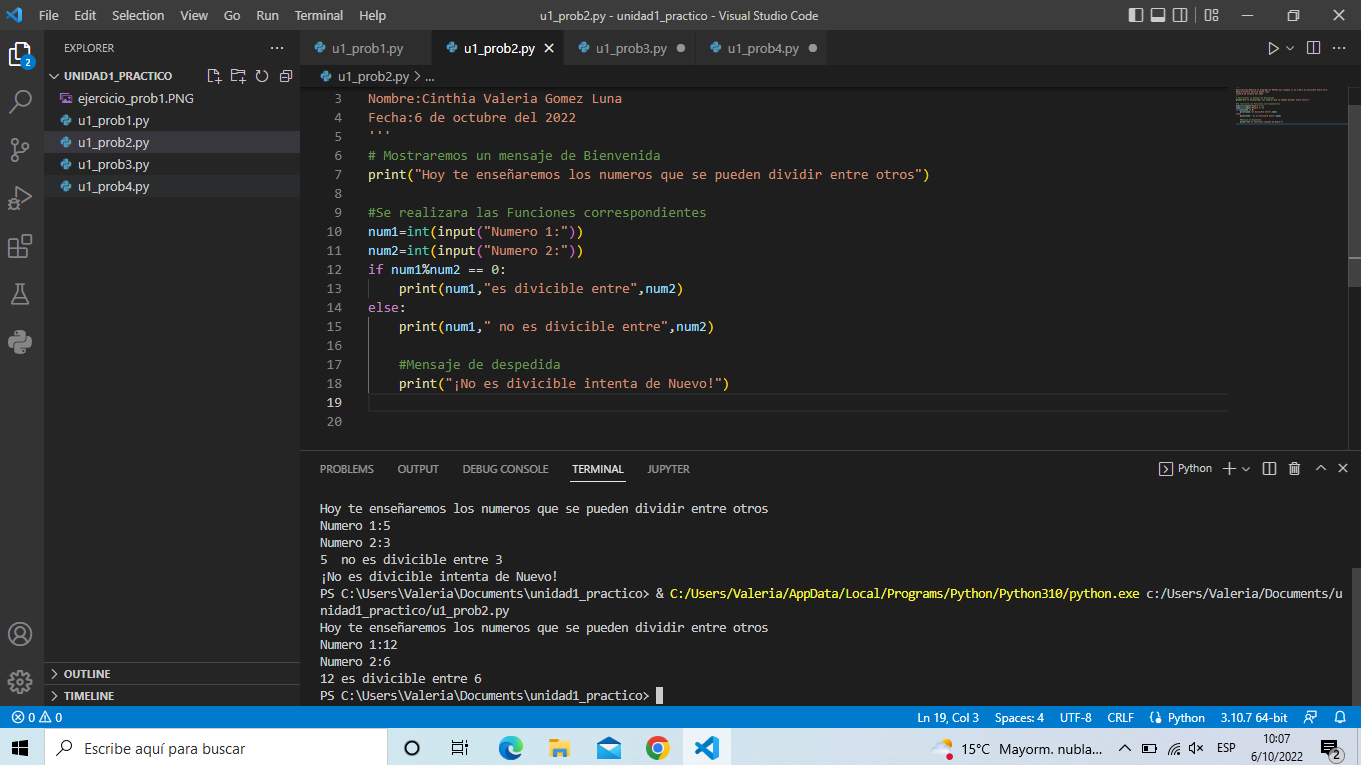 File Edit Selection View Go Run Terminal Help
u1_prob2.py - unidad1_practico - Visual Studio Code
EXPLORER
UNIDAD1_PRACTICO
ejercicio_prob1.PNG
u1_prob1.py
u1_prob2.py
u1_prob3.py
u1_prob4.py
OUTLINE
TIMELINE
2
u1_prob1.py u1_prob2.py u1_prob3.py u1_prob4.py
u1_prob2.py > ...
3 Nombre:Cinthia Valeria Gomez Luna
4 Fecha:6 de octubre del 2022
5 '''
6 # Mostraremos un mensaje de Bienvenida
7 print("Hoy te enseñaremos los numeros que se pueden dividir entre otros")
8
9 #Se realizara las Funciones correspondientes
10 num1=int(input("Numero 1:"))
11 num2=int(input("Numero 2:"))
12 if num1%num2 == 0:
13     print(num1,"es divicible entre",num2)
14 else:
15     print(num1," no es divicible entre",num2)
16
17     #Mensaje de despedida
18     print("¡No es divicible intenta de Nuevo!")
19
20
PROBLEMS OUTPUT DEBUG CONSOLE TERMINAL JUPYTER
Python
Hoy te enseñaremos los numeros que se pueden dividir entre otros
Numero 1:5
Numero 2:3
5  no es divicible entre 3
¡No es divicible intenta de Nuevo!
PS C:\Users\Valeria\Documents\unidad1_practico> & C:/Users/Valeria/AppData/Local/Programs/Python/Python310/python.exe c:/Users/Valeria/Documents/u
nidad1_practico/u1_prob2.py
Hoy te enseñaremos los numeros que se pueden dividir entre otros
Numero 1:12
Numero 2:6
12 es divicible entre 6
PS C:\Users\Valeria\Documents\unidad1_practico>
0 0
Ln 19, Col 3 Spaces: 4 UTF-8 CRLF Python 3.10.7 64-bit
Escribe aquí para buscar
15°C Mayorm. nubla...
ESP
10:07
6/10/2022
2